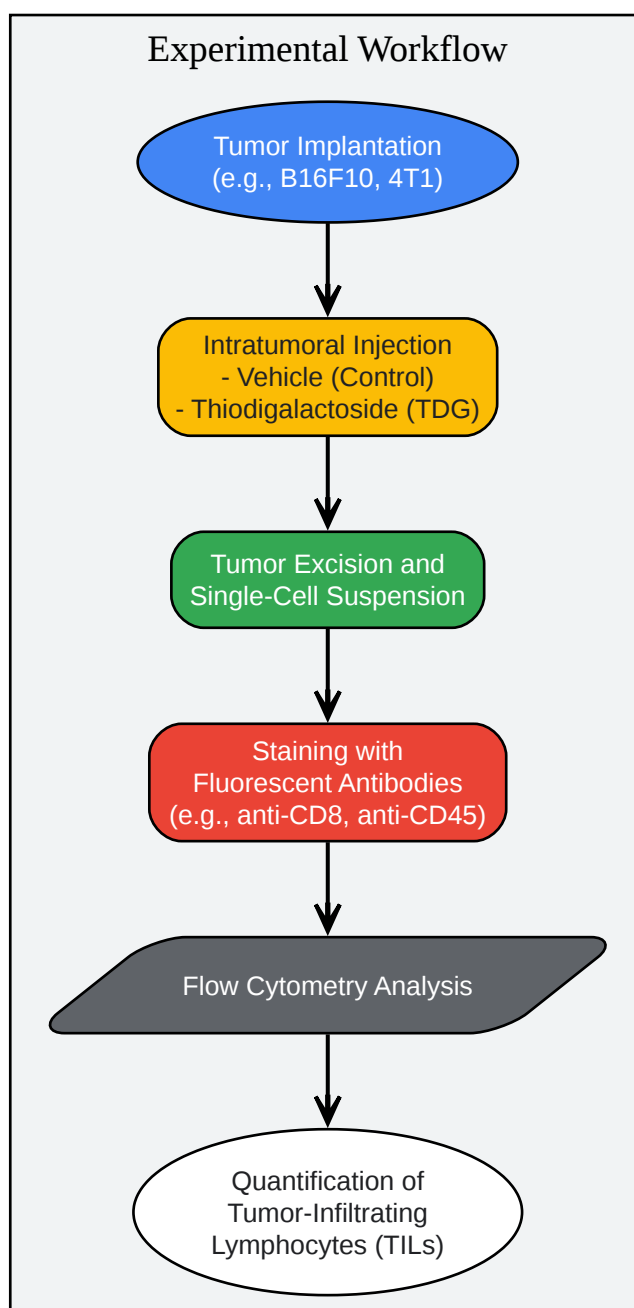 Experimental Workflow
Tumor Implantation
(e.g., B16F10, 4T1)
Intratumoral Injection
- Vehicle (Control)
- Thiodigalactoside (TDG)
Tumor Excision and
Single-Cell Suspension
Staining with
Fluorescent Antibodies
(e.g., anti-CD8, anti-CD45)
Flow Cytometry Analysis
Quantification of
Tumor-Infiltrating
Lymphocytes (TILs)